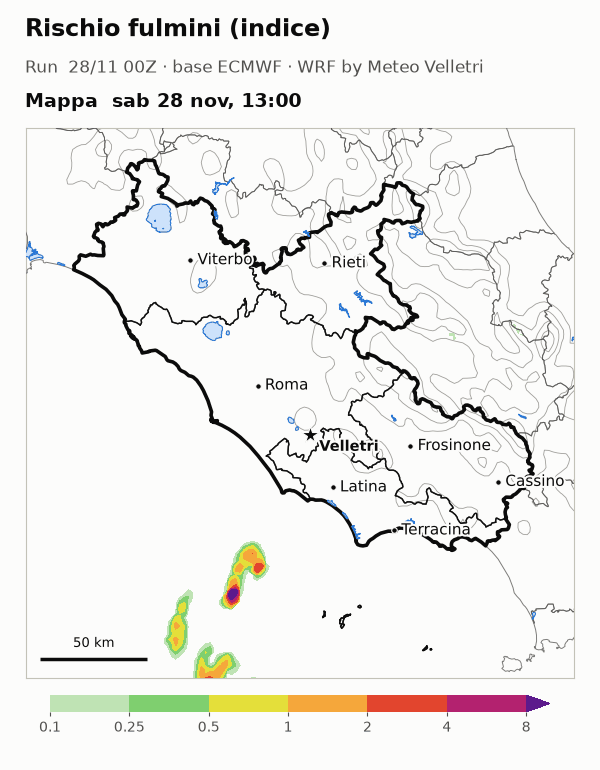 Rischio fulmini (indice)
Run  28/11 00Z · base ECMWF · WRF by Meteo Velletri
Mappa  sab 28 nov, 13:00
Viterbo
Rieti
Roma
Velletri
Frosinone
Cassino
Latina
Terracina
50 km
0.1 0.25 0.5 1 2 4 8